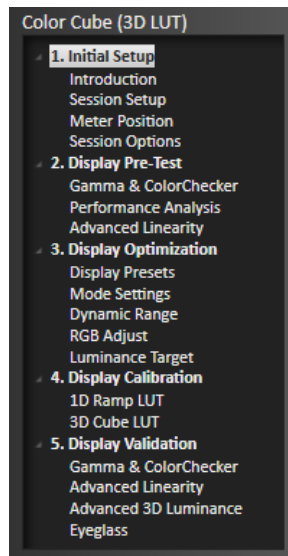 Color Cube (3D LUT)
1. Initial Setup
Introduction
Session Setup
Meter Position
Session Options
2. Display Pre-Test
Gamma & ColorChecker
Performance Analysis
Advanced Linearity
3. Display Optimization
Display Presets
Mode Settings
Dynamic Range
RGB Adjust
Luminance Target
4. Display Calibration
1D Ramp LUT
3D Cube LUT
5. Display Validation
Gamma & ColorChecker
Advanced Linearity
Advanced 3D Luminance
Eyeglass